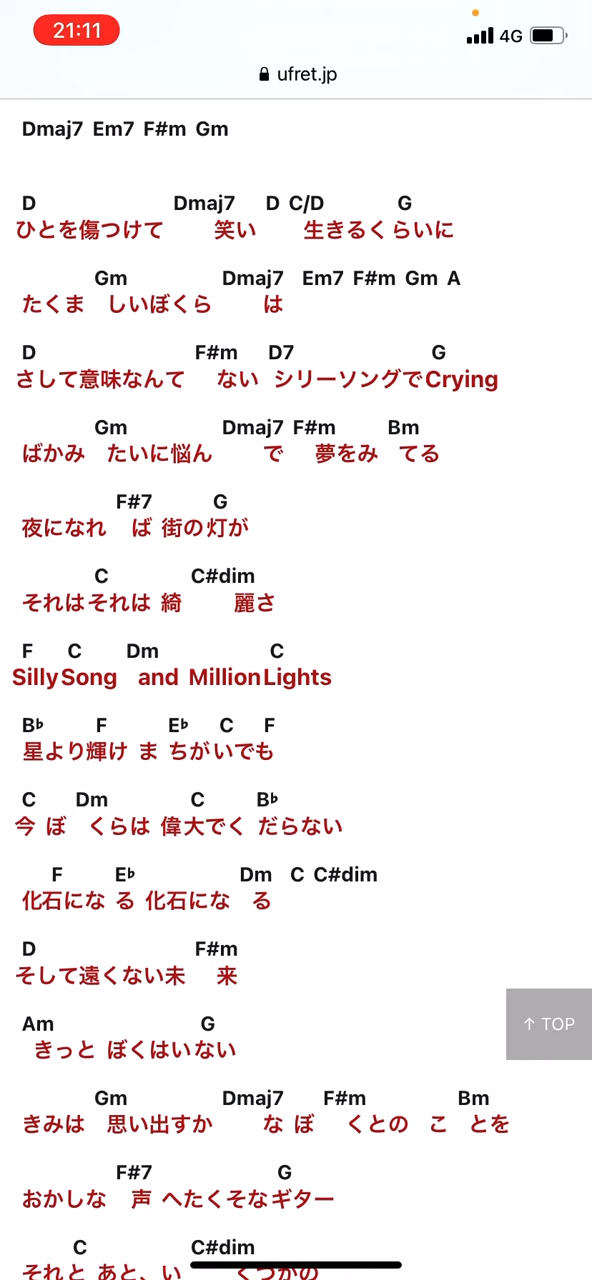 21:11
4G
ufret.jp
Dmaj7 Em7 F#m Gm
D Dmaj7 D C/D G
ひとを傷つけて 笑い 生きるくらいに
Gm Dmaj7 Em7 F#m Gm A
たくま しいぼくら は
D F#m D7 G
さして意味なんて ない シリーソングでCrying
Gm Dmaj7 F#m Bm
ばかみ たいに悩ん で 夢をみ てる
F#7 G
夜になれ ば 街の灯が
C C#dim
それはそれは 綺 麗さ
F C Dm C
Silly Song and Million Lights
B♭ F E♭ C F
星より輝け ま ちがいでも
C Dm C B♭
今 ぼ くらは 偉大でく だらない
F E♭ Dm C C#dim
化石にな る 化石にな る
D F#m
そして遠くない未 来
↑ TOP
Am G
きっと ぼくはいない
Gm Dmaj7 F#m Bm
きみは 思い出すか な ぼ くとの こ とを
F#7 G
おかしな 声 へたくそなギター
C C#dim
それと あと、い くつかの